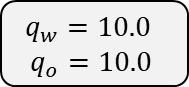 q_w = 10.0
q_o = 10.0